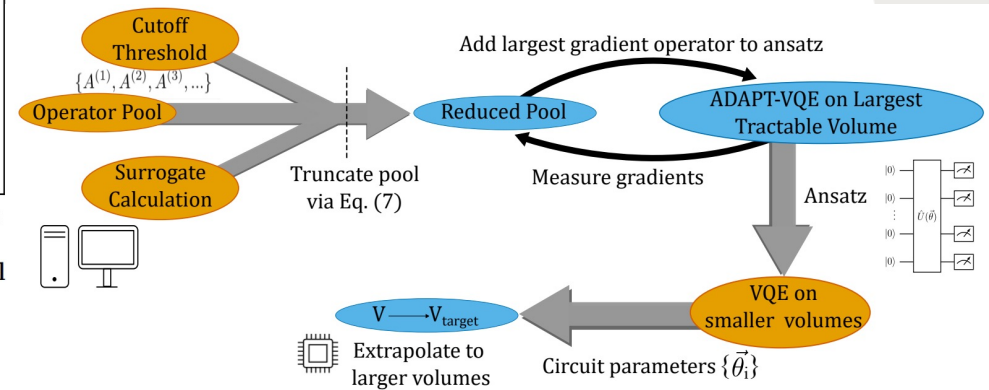 Cutoff
Threshold
{A^(1), A^(2), A^(3), ...}
Operator Pool
Surrogate
Calculation
Truncate pool
via Eq. (7)
Reduced Pool
Add largest gradient operator to ansatz
ADAPT-VQE on Largest
Tractable Volume
Measure gradients
Ansatz
|0⟩
|0⟩
⋮
|0⟩
|0⟩
Û(θ⃗)
VQE on
smaller volumes
Circuit parameters {θ⃗_i}
V → V_target
Extrapolate to
larger volumes
l